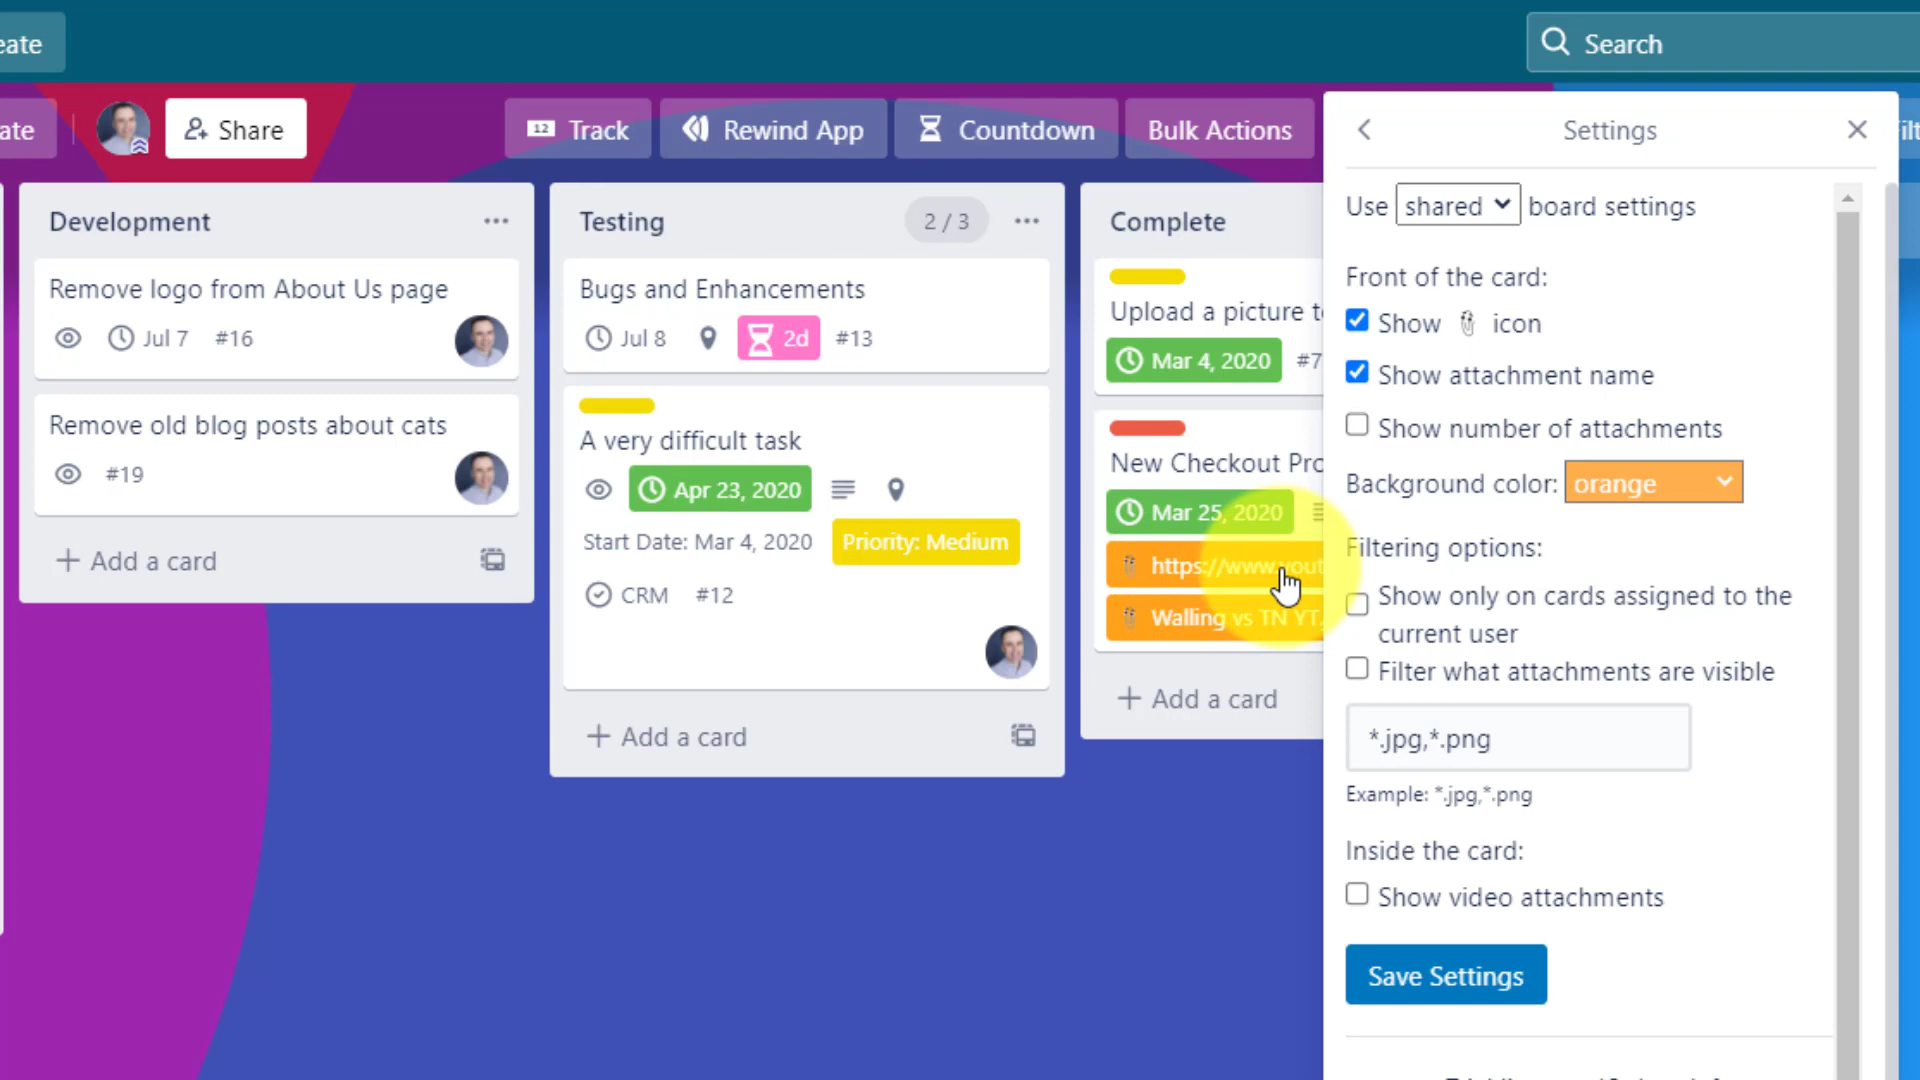 eate
Search
ate
Share
12 Track
Rewind App
Countdown
Bulk Actions
Filt
Development
Remove logo from About Us page
Jul 7 #16
Remove old blog posts about cats
#19
+ Add a card
Testing
2 / 3
Bugs and Enhancements
Jul 8 2d #13
A very difficult task
Apr 23, 2020
Start Date: Mar 4, 2020 Priority: Medium
CRM #12
+ Add a card
Complete
Upload a picture t
Mar 4, 2020 #7
New Checkout Pro
Mar 25, 2020
https://www.yout
Walling vs TN YT.
+ Add a card
Settings
Use shared board settings
Front of the card:
Show icon
Show attachment name
Show number of attachments
Background color: orange
Filtering options:
Show only on cards assigned to the
current user
Filter what attachments are visible
*.jpg,*.png
Example: *.jpg,*.png
Inside the card:
Show video attachments
Save Settings